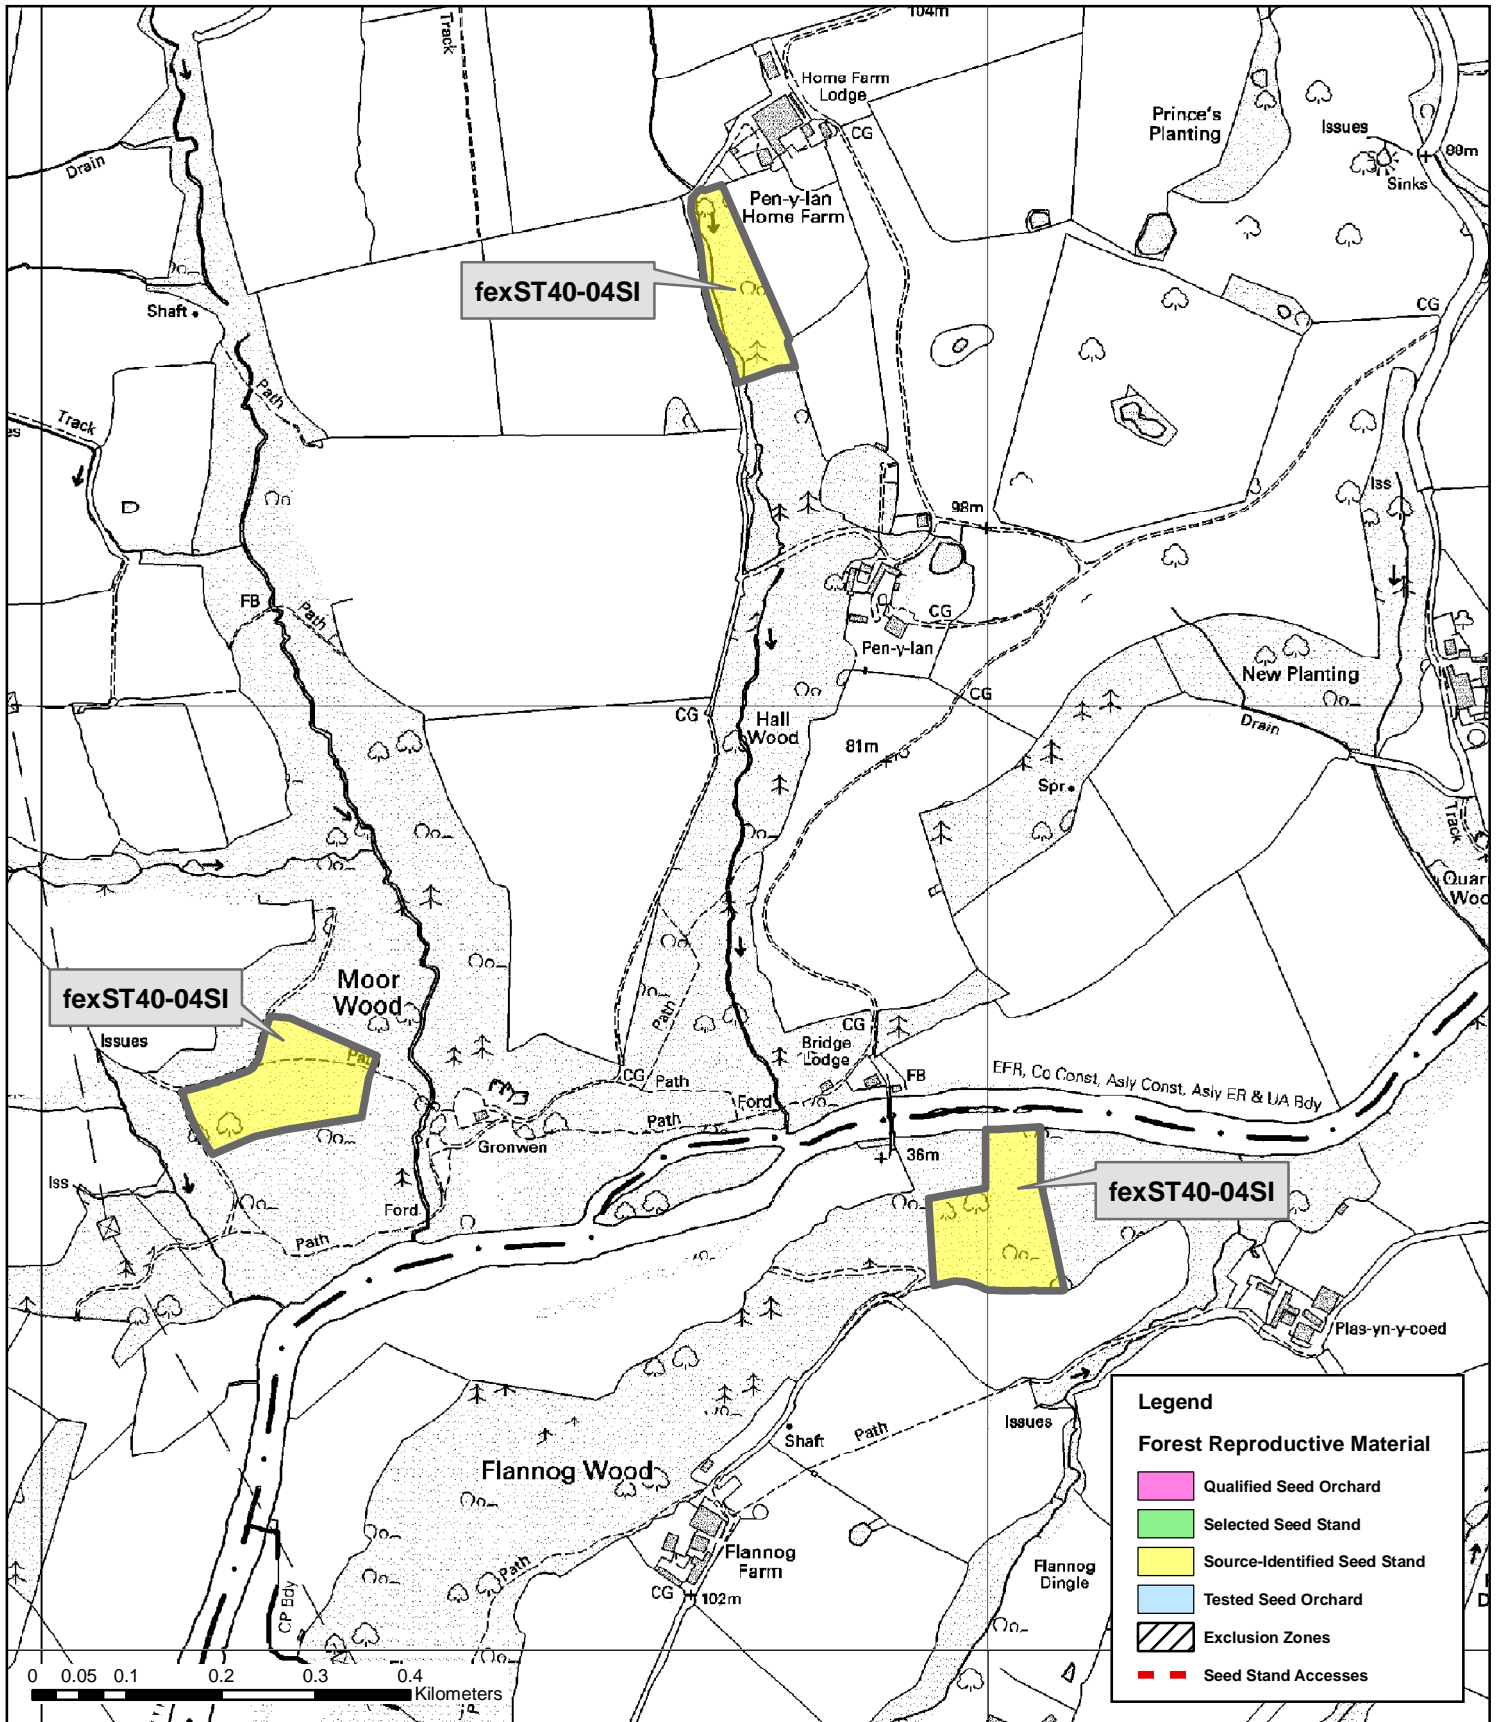 104m
Track
Home Farm
Lodge
CG
Prince's
Planting
Issues
88m
Sinks
Drain
Pen-y-lan
Home Farm
fexST40-04SI
Shaft
CG
Path
Track
Iss
98m
FB
Path
CG
Pen-y-lan
New Planting
CG
CG
Hall
Wood
Drain
81m
Spr
Track
Moor
Wood
fexST40-04SI
Path
Issues
CG
Bridge
Lodge
Path
CG
Path
FB
EFR, Co Const, Asly Const, Asly ER & UA Bdy
Ford
Path
Gronwen
36m
fexST40-04SI
Iss
Ford
Path
Plas-yn-y-coed
Issues
Shaft
Path
Flannog Wood
Flannog
Farm
Path
Flannog
Dingle
CG
102m
CP Bdy
Legend
Forest Reproductive Material
Qualified Seed Orchard
Selected Seed Stand
Source-Identified Seed Stand
Tested Seed Orchard
Exclusion Zones
Seed Stand Accesses
0 0.05 0.1 0.2 0.3 0.4
Kilometers